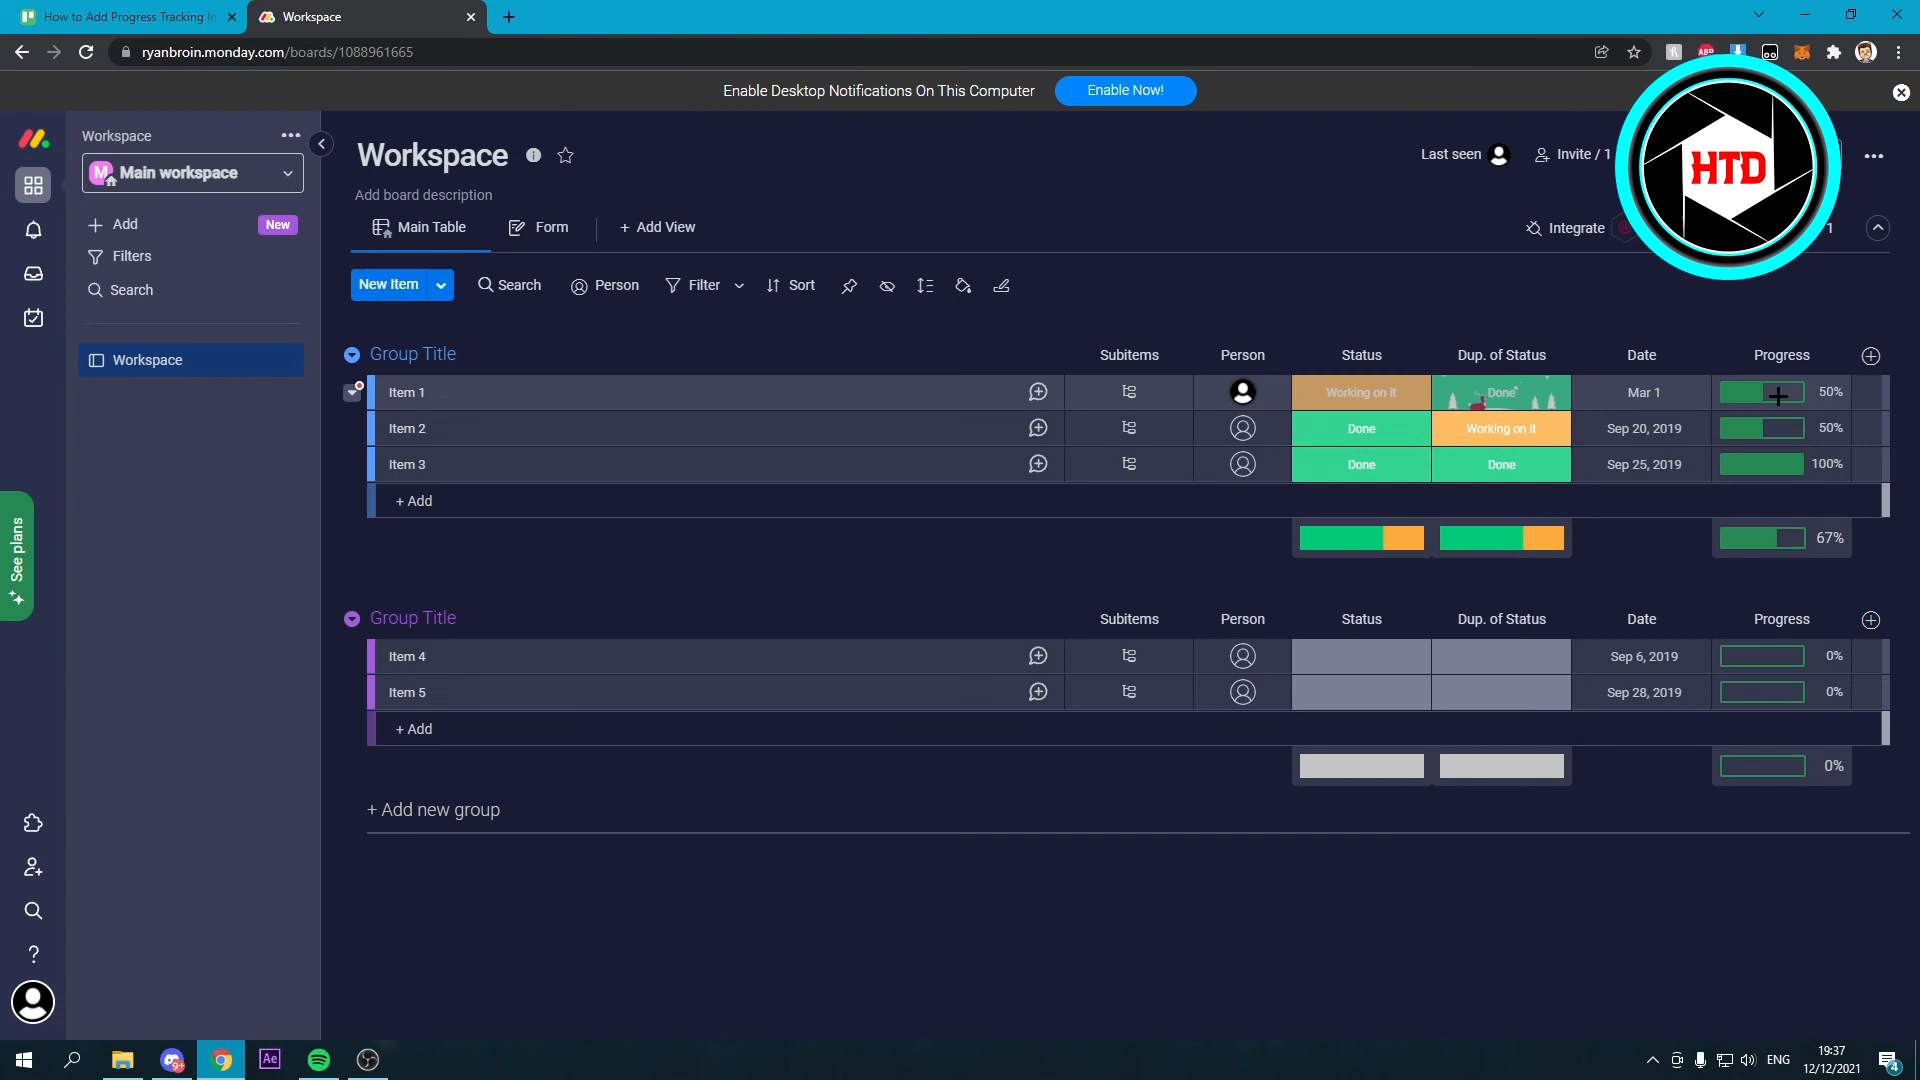 How to Add Progress Tracking In
Workspace
ryanbroin.monday.com/boards/1088961665
ABP
Enable Desktop Notifications On This Computer
Enable Now!
HTD
Workspace
M
Main workspace
Add
New
Filters
Search
Workspace
See plans
Workspace
Last seen
Invite / 1
Add board description
Main Table
Form
+ Add View
Integrate
1
New Item
Search
Person
Filter
Sort
Group Title
Subitems
Person
Status
Dup. of Status
Date
Progress
Item 1
Working on it
Done
Mar 1
50%
Item 2
Done
Working on it
Sep 20, 2019
50%
Item 3
Done
Done
Sep 25, 2019
100%
+ Add
67%
Group Title
Subitems
Person
Status
Dup. of Status
Date
Progress
Item 4
Sep 6, 2019
0%
Item 5
Sep 28, 2019
0%
+ Add
0%
+ Add new group
9+
Ae
ENG
19:37
12/12/2021
4